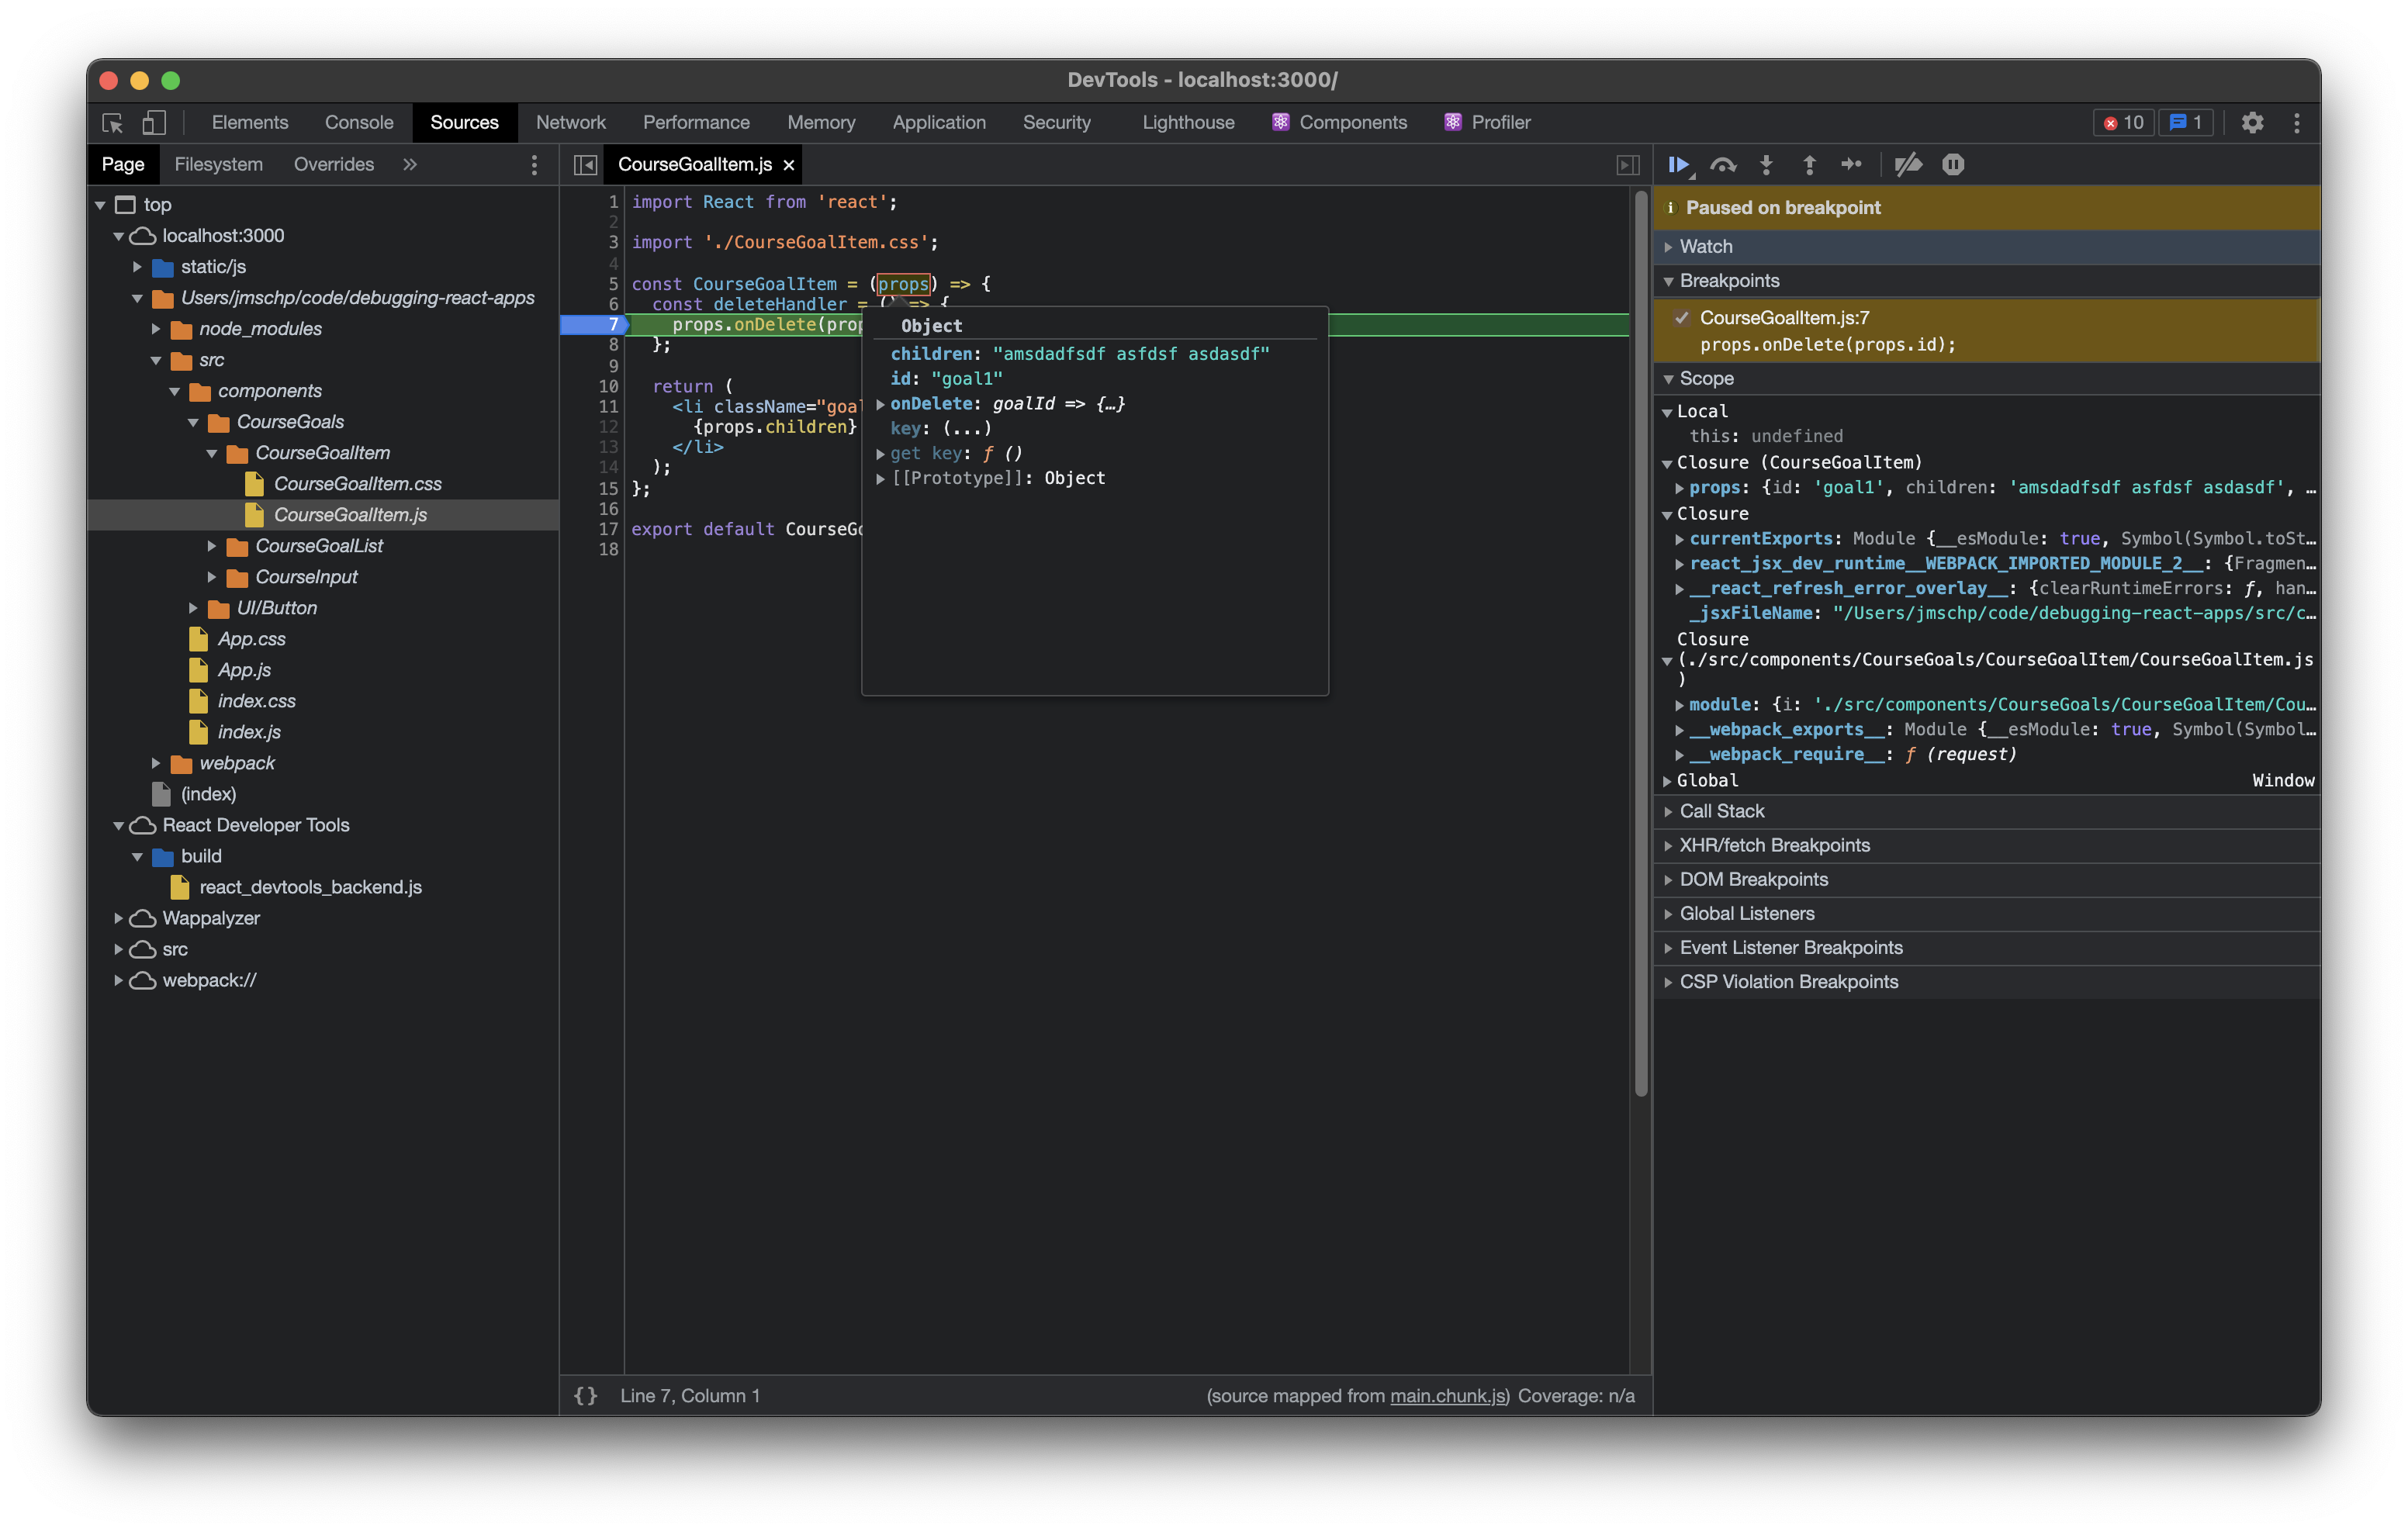 DevTools - localhost:3000/
Elements Console Sources Network Performance Memory Application Security Lighthouse Components Profiler 10 1
Page Filesystem Overrides »
top
localhost:3000
static/js
Users/jmschp/code/debugging-react-apps
node_modules
src
components
CourseGoals
CourseGoalItem
CourseGoalItem.css
CourseGoalItem.js
CourseGoalList
CourseInput
UI/Button
App.css
App.js
index.css
index.js
webpack
(index)
React Developer Tools
build
react_devtools_backend.js
Wappalyzer
src
webpack://
CourseGoalItem.js ×
1 import React from 'react';
2
3 import './CourseGoalItem.css';
4
5 const CourseGoalItem = (props) => {
6 const deleteHandler = () => {
7 props.onDelete(prop
8 };
9
10 return (
11 <li className="goal
12 {props.children}
13 </li>
14 );
15 };
16
17 export default CourseGo
18
Object
children: "amsdadfsdf asfdsf asdasdf"
id: "goal1"
onDelete: goalId => {…}
key: (...)
get key: ƒ ()
[[Prototype]]: Object
{ } Line 7, Column 1 (source mapped from main.chunk.js) Coverage: n/a
Paused on breakpoint
Watch
Breakpoints
CourseGoalItem.js:7
props.onDelete(props.id);
Scope
Local
this: undefined
Closure (CourseGoalItem)
props: {id: 'goal1', children: 'amsdadfsdf asfdsf asdasdf', …
Closure
currentExports: Module {__esModule: true, Symbol(Symbol.toSt…
react_jsx_dev_runtime__WEBPACK_IMPORTED_MODULE_2__: {Fragmen…
__react_refresh_error_overlay__: {clearRuntimeErrors: ƒ, han…
_jsxFileName: "/Users/jmschp/code/debugging-react-apps/src/c…
Closure
(./src/components/CourseGoals/CourseGoalItem/CourseGoalItem.js
)
module: {i: './src/components/CourseGoals/CourseGoalItem/Cou…
__webpack_exports__: Module {__esModule: true, Symbol(Symbol…
__webpack_require__: ƒ (request)
Global Window
Call Stack
XHR/fetch Breakpoints
DOM Breakpoints
Global Listeners
Event Listener Breakpoints
CSP Violation Breakpoints